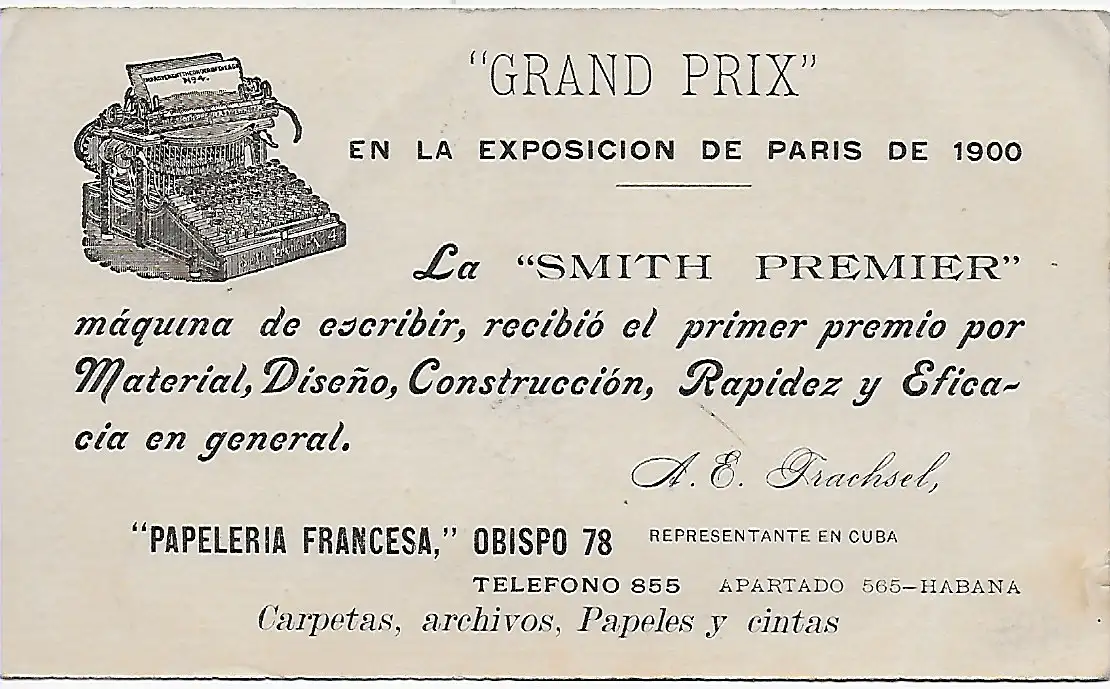 No 4.
"GRAND PRIX"
EN LA EXPOSICION DE PARIS DE 1900
La "SMITH PREMIER"
máquina de escribir, recibió el primer premio por
Material, Diseño, Construcción, Rapidez y Efica-
cia en general.
A. E. Trachsel,
"PAPELERIA FRANCESA," OBISPO 78 REPRESENTANTE EN CUBA
TELEFONO 855 APARTADO 565-HABANA
Carpetas, archivos, Papeles y cintas